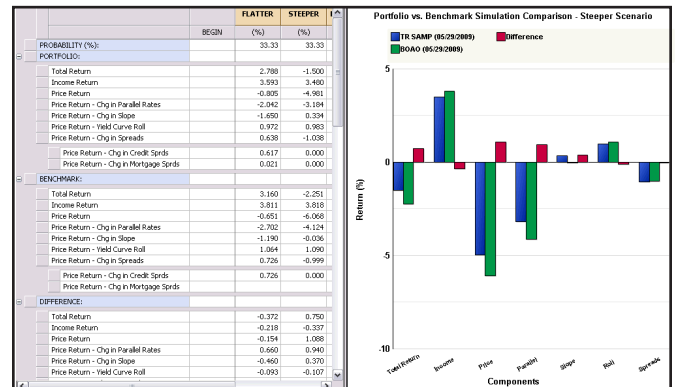 FLATTER STEEPER
BEGIN (%) (%)
PROBABILITY (%): 33.33 33.33
PORTFOLIO:
Total Return 2.788 -1.500
Income Return 3.593 3.480
Price Return -0.805 -4.981
Price Return - Chg in Parallel Rates -2.042 -3.184
Price Return - Chg in Slope -1.650 0.334
Price Return - Yield Curve Roll 0.972 0.983
Price Return - Chg in Spreads 0.638 -1.038
Price Return - Chg in Credit Sprds 0.617 0.000
Price Return - Chg in Mortgage Sprds 0.021 0.000
BENCHMARK:
Total Return 3.160 -2.251
Income Return 3.811 3.818
Price Return -0.651 -6.068
Price Return - Chg in Parallel Rates -2.702 -4.124
Price Return - Chg in Slope -1.190 -0.036
Price Return - Yield Curve Roll 1.064 1.090
Price Return - Chg in Spreads 0.726 -0.999
Price Return - Chg in Credit Sprds 0.726 0.000
Price Return - Chg in Mortgage Sprds
DIFFERENCE:
Total Return -0.372 0.750
Income Return -0.218 -0.337
Price Return -0.154 1.088
Price Return - Chg in Parallel Rates 0.660 0.940
Price Return - Chg in Slope -0.460 0.370
Price Return - Yield Curve Roll -0.093 -0.107
Portfolio vs. Benchmark Simulation Comparison - Steeper Scenario
TR SAMP (05/29/2009) Difference
BOAO (05/29/2009)
5
0
-5
-10
Return (%)
Total Return Income Price Parallel Slope Roll Spreads
Components